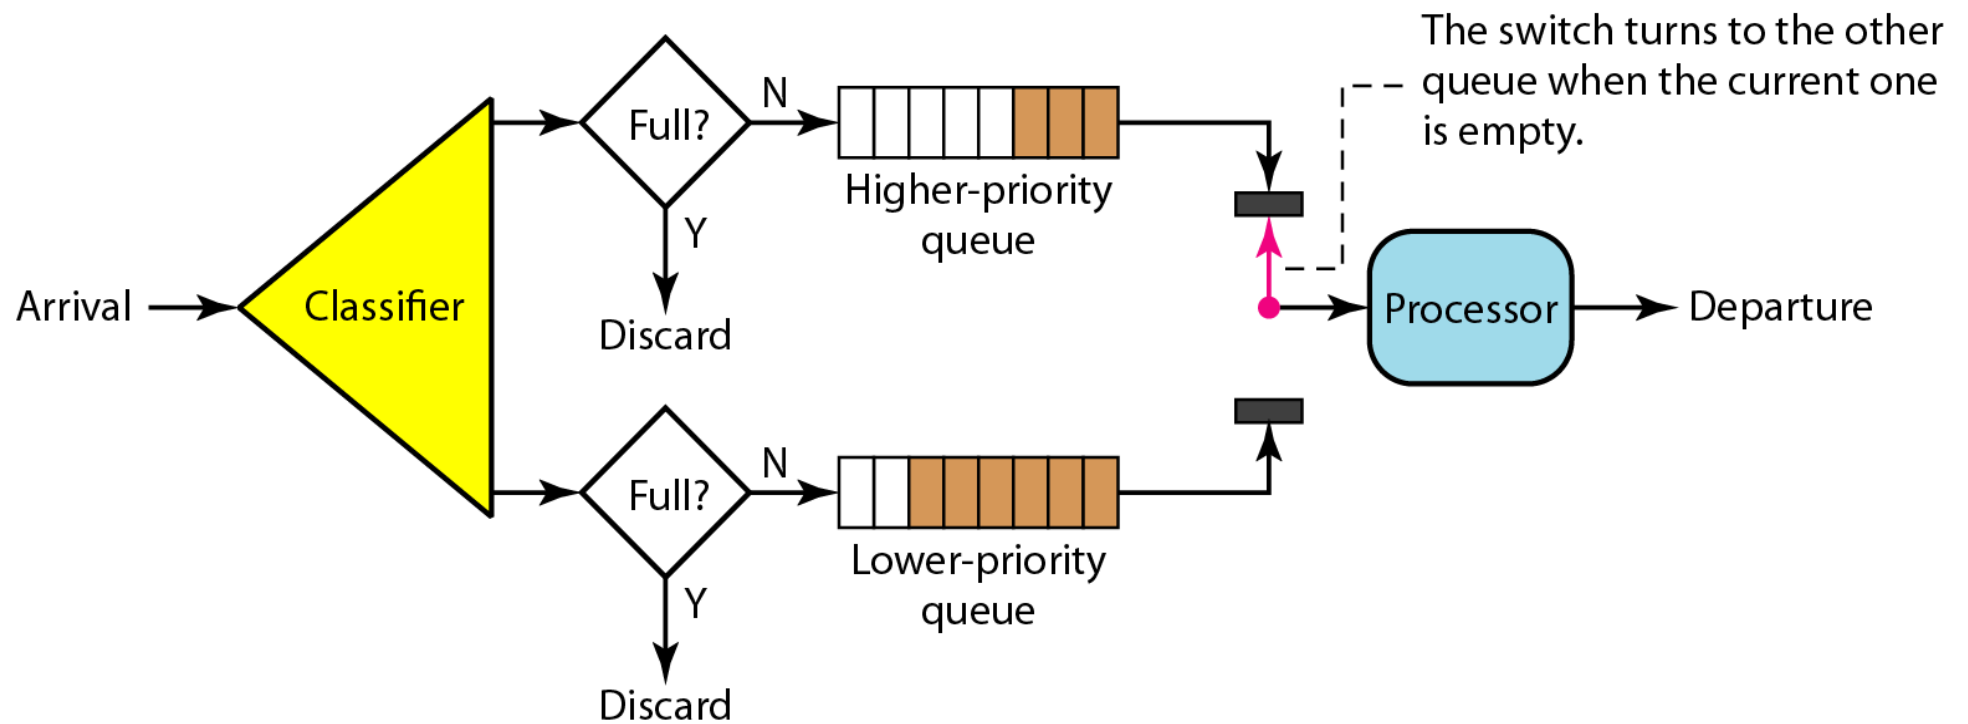 The switch turns to the other
queue when the current one
is empty.
N
Full?
Higher-priority
queue
Y
Discard
Arrival
Classifier
Processor
Departure
N
Full?
Lower-priority
queue
Y
Discard